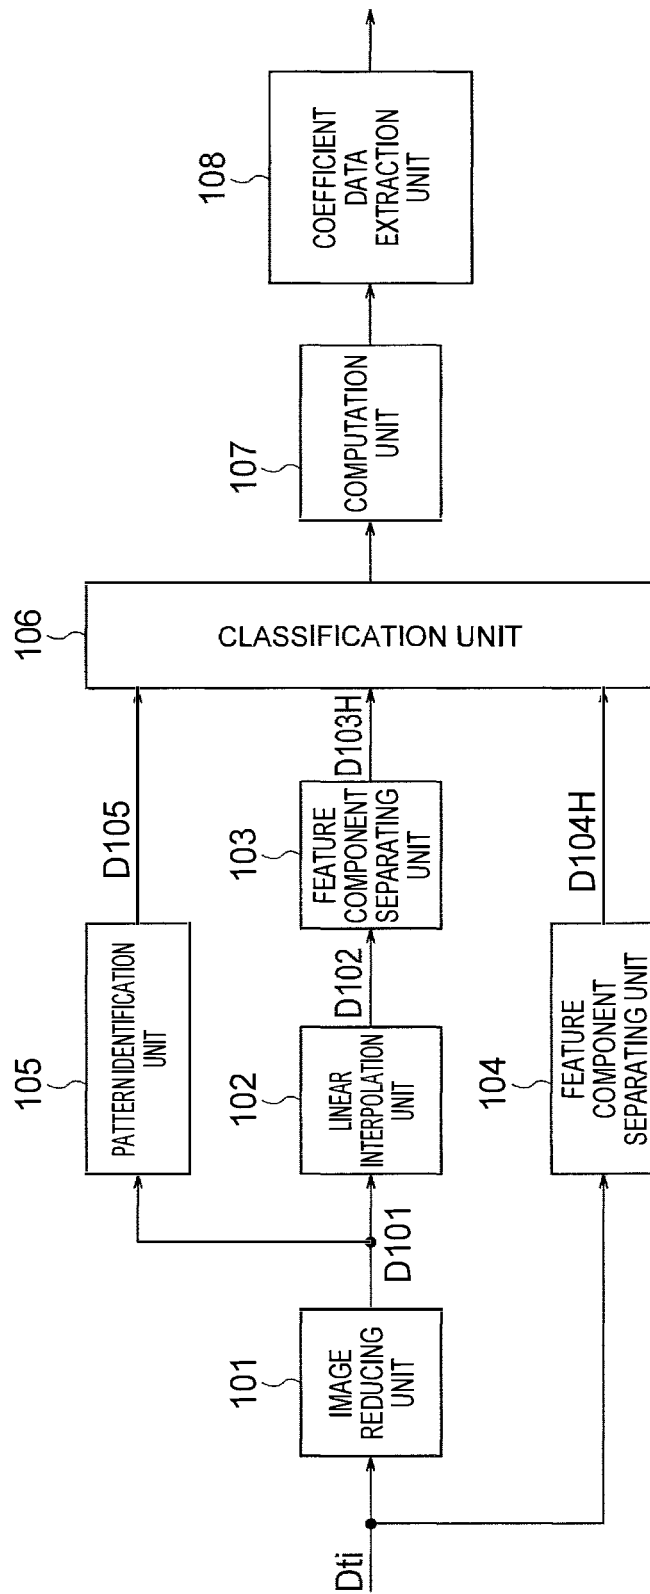 Dti
101
IMAGE
REDUCING
UNIT
D101
105
PATTERN IDENTIFICATION
UNIT
D105
102
LINEAR
INTERPOLATION
UNIT
D102
103
FEATURE
COMPONENT
SEPARATING
UNIT
D103H
104
FEATURE
COMPONENT
SEPARATING UNIT
D104H
106
CLASSIFICATION UNIT
107
COMPUTATION
UNIT
108
COEFFICIENT
DATA
EXTRACTION
UNIT